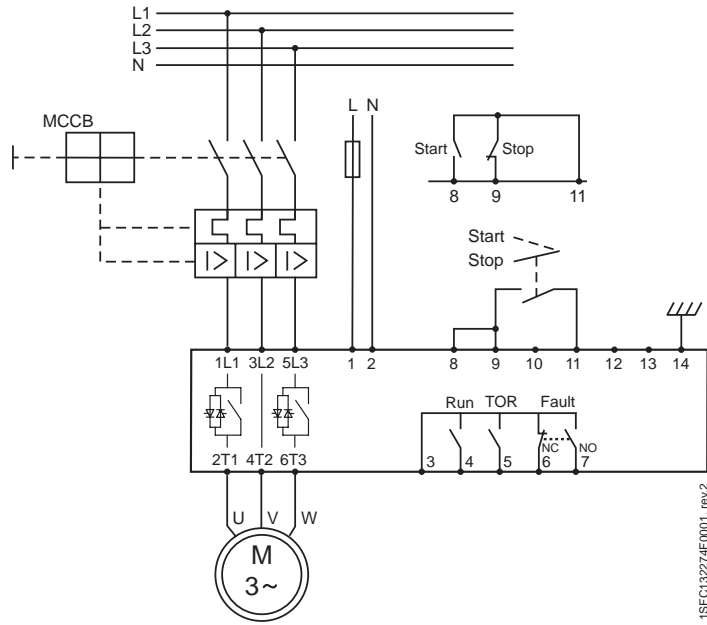 L1
L2
L3
N
MCCB
L N
Start Stop
8 9 11
Start
Stop
1L1 3L2 5L3 1 2 8 9 10 11 12 13 14
Run TOR Fault
NC NO
2T1 4T2 6T3 3 4 5 6 7
U V W
M
3~
1SFC132274F0001 rev2